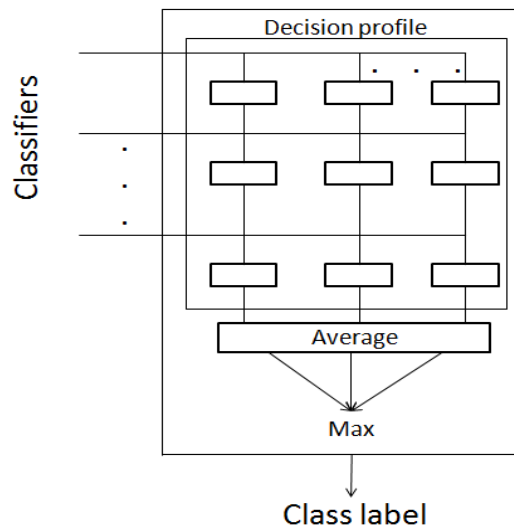 Decision profile
Classifiers
Average
Max
Class label